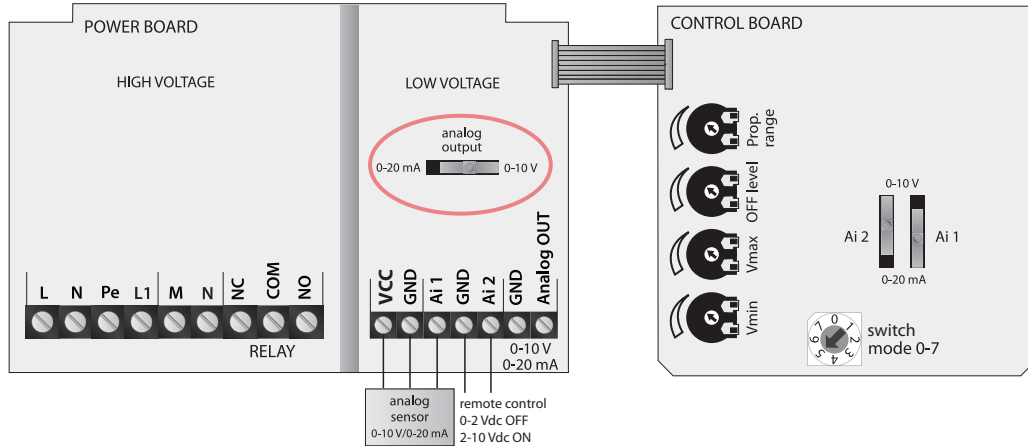 POWER BOARD
HIGH VOLTAGE
LOW VOLTAGE
analog
output
0-20 mA
0-10 V
L
N
Pe
L1
M
N
NC
COM
NO
RELAY
VCC
GND
Ai 1
GND
Ai 2
GND
Analog OUT
0-10 V
0-20 mA
analog
sensor
0-10 V/0-20 mA
remote control
0-2 Vdc OFF
2-10 Vdc ON
CONTROL BOARD
Prop.
range
OFF level
Vmax
Vmin
0-10 V
Ai 2
Ai 1
0-20 mA
0
1
2
3
4
5
6
7
switch
mode 0-7